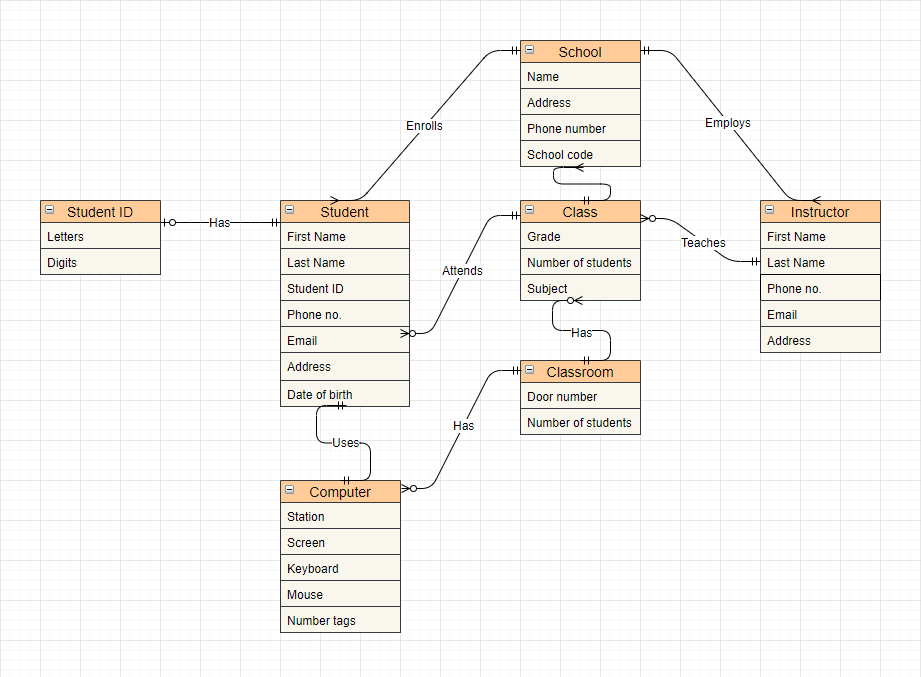 School
Name
Address
Phone number
School code
Enrolls
Employs
Student ID
Letters
Digits
Has
Student
First Name
Last Name
Student ID
Phone no.
Email
Address
Date of birth
Attends
Class
Grade
Number of students
Subject
Teaches
Instructor
First Name
Last Name
Phone no.
Email
Address
Has
Classroom
Door number
Number of students
Has
Uses
Computer
Station
Screen
Keyboard
Mouse
Number tags